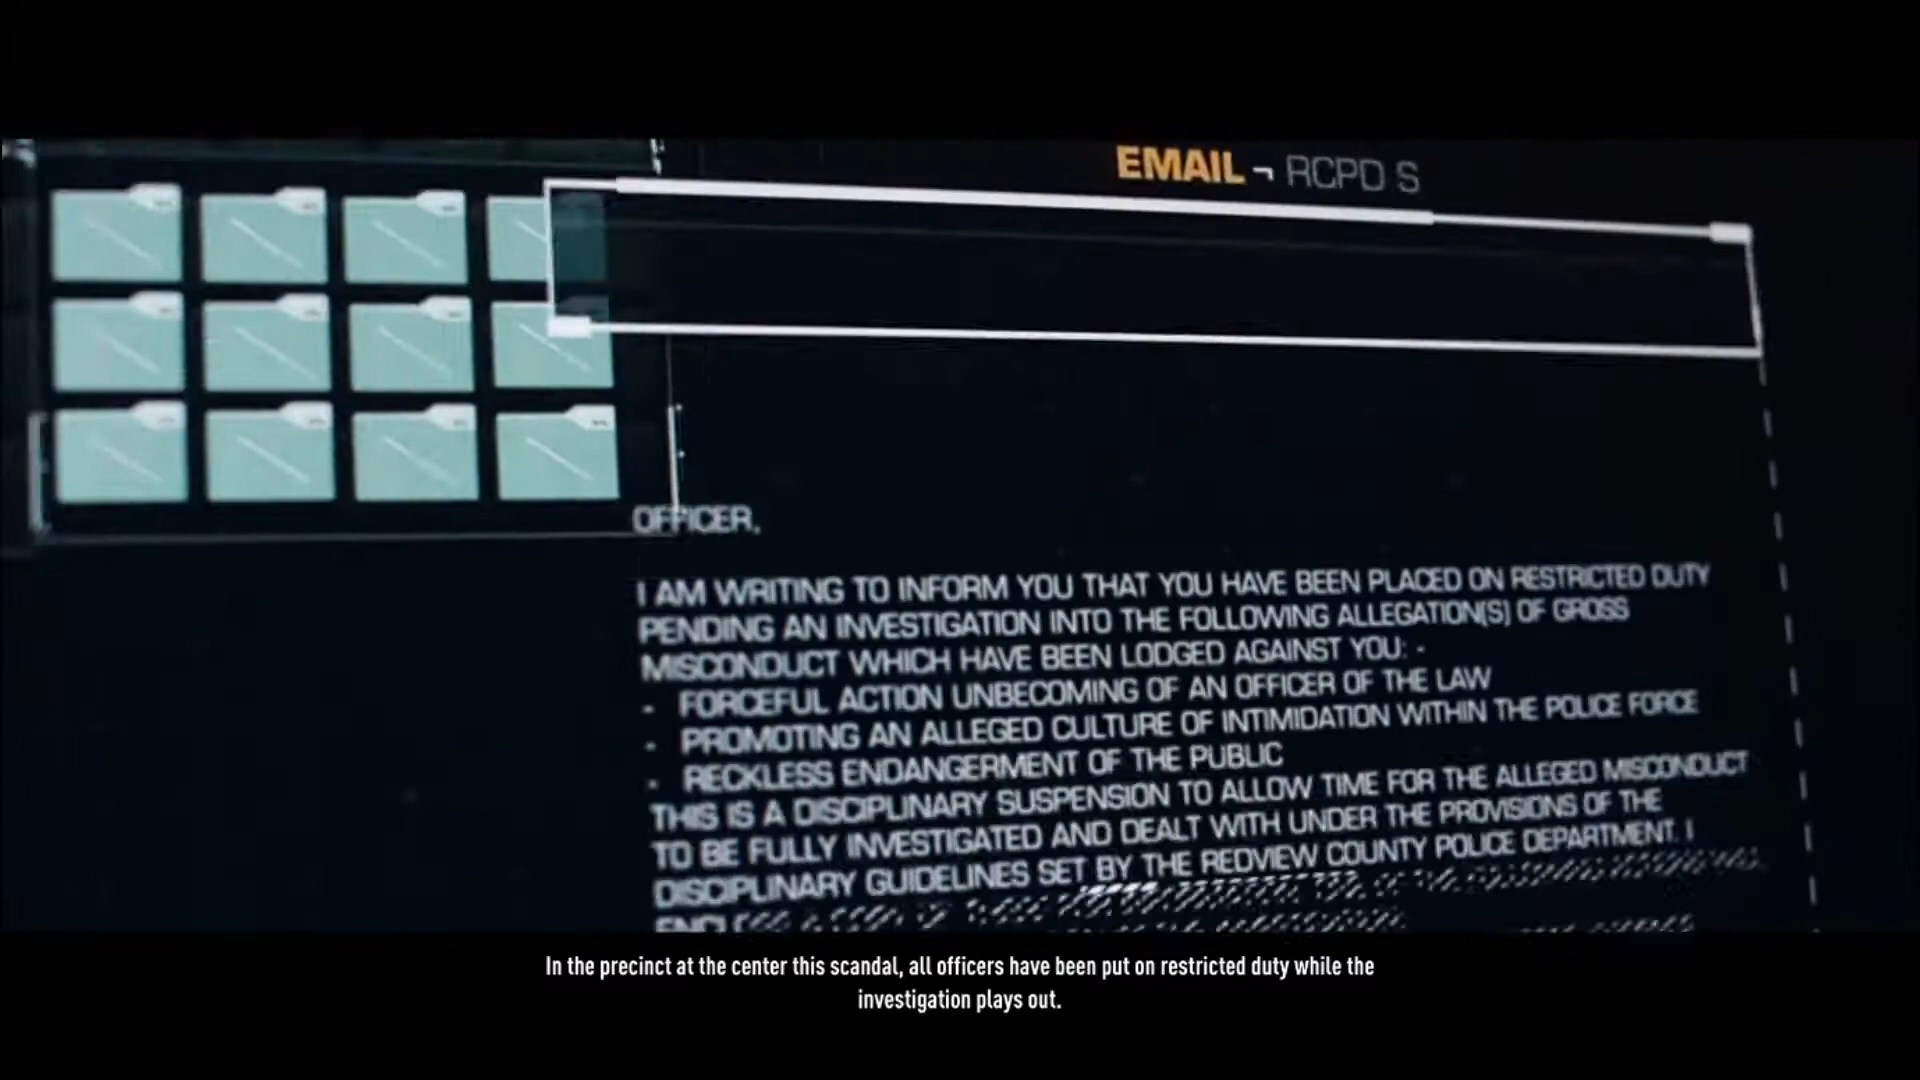 EMAIL ¬ RCPD S
OFFICER,
I AM WRITING TO INFORM YOU THAT YOU HAVE BEEN PLACED ON RESTRICTED DUTY
PENDING AN INVESTIGATION INTO THE FOLLOWING ALLEGATION(S) OF GROSS
MISCONDUCT WHICH HAVE BEEN LODGED AGAINST YOU: -
- FORCEFUL ACTION UNBECOMING OF AN OFFICER OF THE LAW
- PROMOTING AN ALLEGED CULTURE OF INTIMIDATION WITHIN THE POLICE FORCE
- RECKLESS ENDANGERMENT OF THE PUBLIC
THIS IS A DISCIPLINARY SUSPENSION TO ALLOW TIME FOR THE ALLEGED MISCONDUCT
TO BE FULLY INVESTIGATED AND DEALT WITH UNDER THE PROVISIONS OF THE
DISCIPLINARY GUIDELINES SET BY THE REDVIEW COUNTY POLICE DEPARTMENT. I
In the precinct at the center this scandal, all officers have been put on restricted duty while the
investigation plays out.